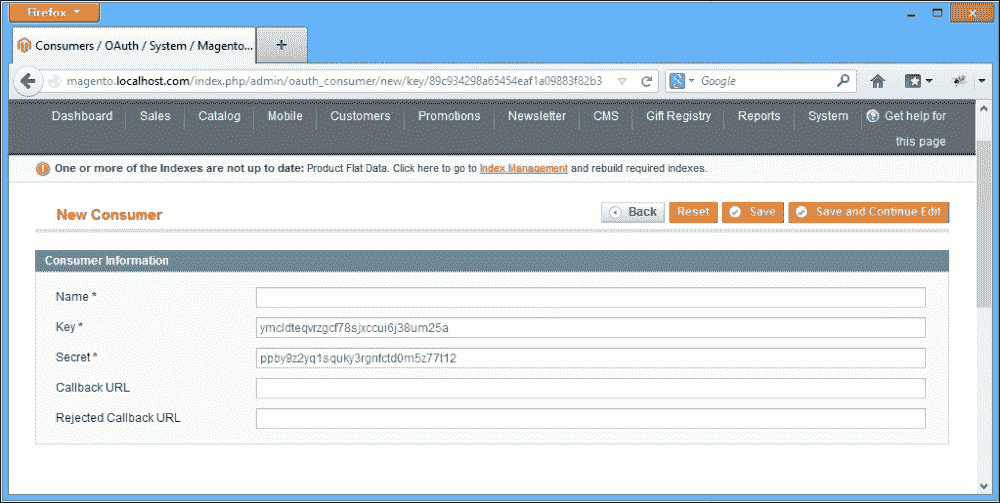 Firefox
Consumers / OAuth / System / Magento...
magento.localhost.com/index.php/admin/oauth_consumer/new/key/89c934298a65454eaf1a09883f82b3
Google
Dashboard Sales Catalog Mobile Customers Promotions Newsletter CMS Gift Registry Reports System Get help for
this page
One or more of the Indexes are not up to date: Product Flat Data. Click here to go to Index Management and rebuild required indexes.
New Consumer Back Reset Save Save and Continue Edit
Consumer Information
Name *
Key * ymcidteqvrzgcf78sjxccui6j38um25a
Secret * ppby9z2yq1squky3rgnfctd0m5z77t12
Callback URL
Rejected Callback URL